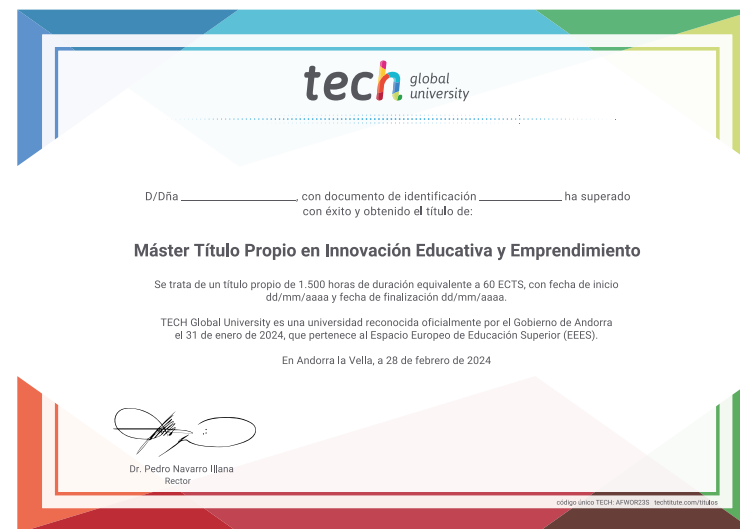 tech global university
D/Dña ____________, con documento de identificación ____________ ha superado
con éxito y obtenido el título de:
Máster Título Propio en Innovación Educativa y Emprendimiento
Se trata de un título propio de 1.500 horas de duración equivalente a 60 ECTS, con fecha de inicio
dd/mm/aaaa y fecha de finalización dd/mm/aaaa.
TECH Global University es una universidad reconocida oficialmente por el Gobierno de Andorra
el 31 de enero de 2024, que pertenece al Espacio Europeo de Educación Superior (EEES).
En Andorra la Vella, a 28 de febrero de 2024
Dr. Pedro Navarro Illana
Rector
código único TECH: AFWOR23S techtitute.com/titulos